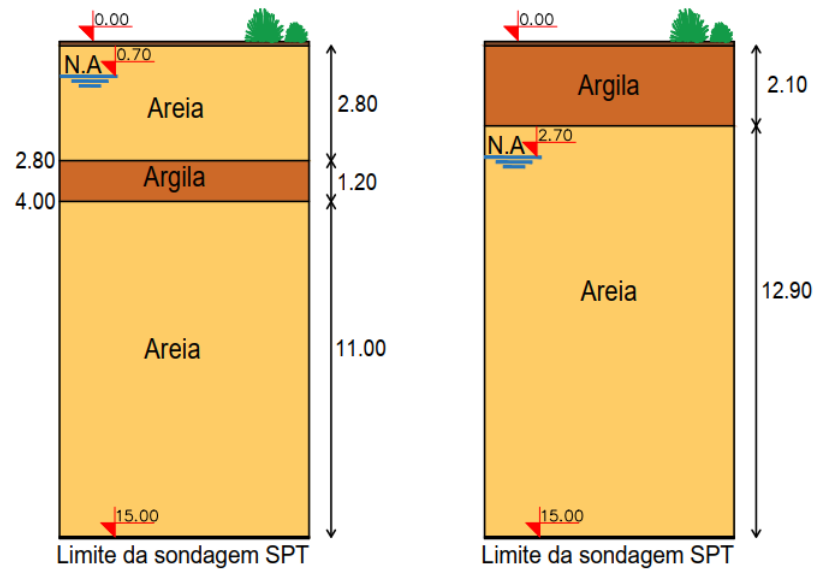 0.00
N.A
0.70
Areia
2.80
2.80
Argila
1.20
4.00
Areia
11.00
15.00
Limite da sondagem SPT
0.00
Argila
2.10
N.A
2.70
Areia
12.90
15.00
Limite da sondagem SPT